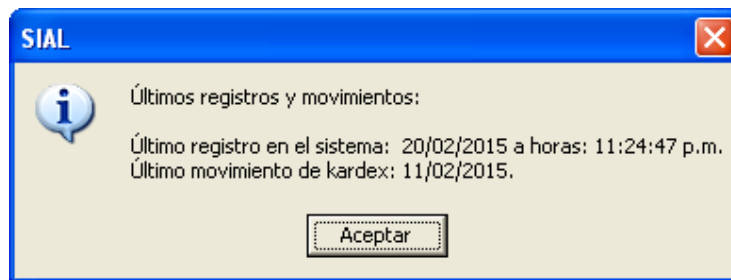 SIAL
Últimos registros y movimientos:
Último registro en el sistema: 20/02/2015 a horas: 11:24:47 p.m.
Último movimiento de kardex: 11/02/2015.
Aceptar